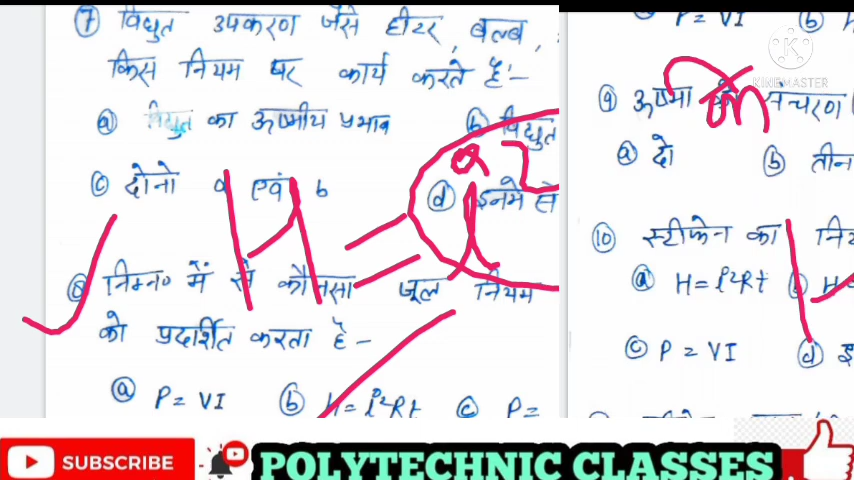 ⑦ विद्युत उपकरण जैसे हीटर, बल्ब,
किस नियम पर कार्य करते हैं:-
ⓐ विद्युत का ऊष्मीय प्रभाव ⓑ विद्युत
ⓒ दोनो a एवं b ⓓ इनमे से
H = I²
⑧ निम्न० में से कौनसा जूल नियम
को प्रदर्शित करता है -
ⓐ P = VI ⓑ H = I²Rt ⓒ P =
P = VI ⓑ
KINEMASTER
⑨ ऊष्मा संचरण
ⓐ दो ⓑ तीन
⑩ स्टीफेन का
ⓐ H = I²Rt ⓑ H
ⓒ P = VI ⓓ
SUBSCRIBE
POLYTECHNIC CLASSES